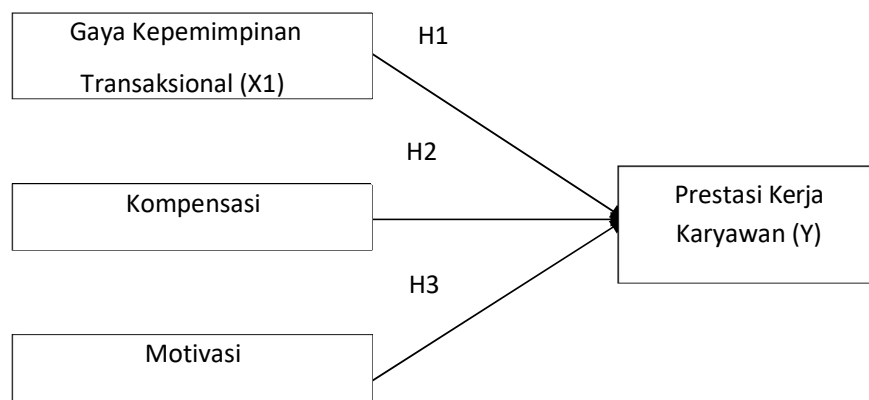 Gaya Kepemimpinan
Transaksional (X1)
H1
H2
Kompensasi
Prestasi Kerja
Karyawan (Y)
H3
Motivasi